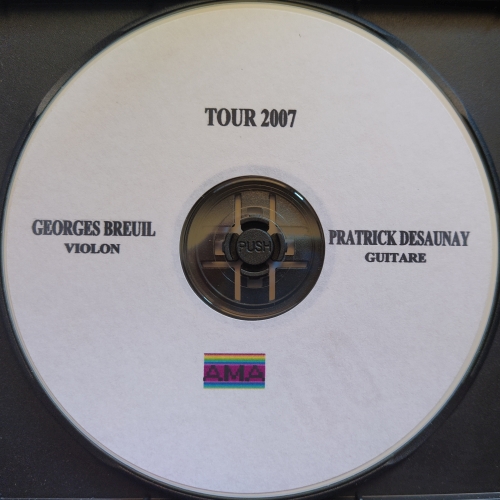 TOUR 2007
GEORGES BREUIL
VIOLON
PRATRICK DESAUNAY
GUITARE
PUSH
AMA